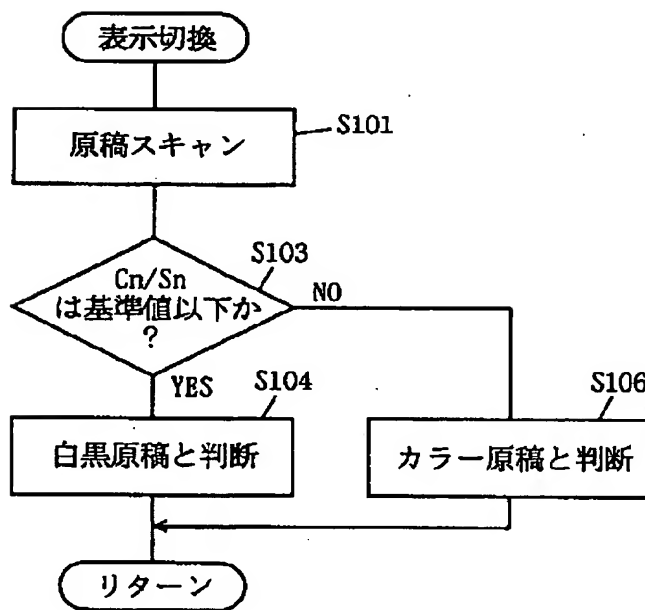 表示切換
原稿スキャン
S101
S103
Cn/Sn
は基準値以下か
?
NO
YES
S104
S106
白黒原稿と判断
カラー原稿と判断
リターン